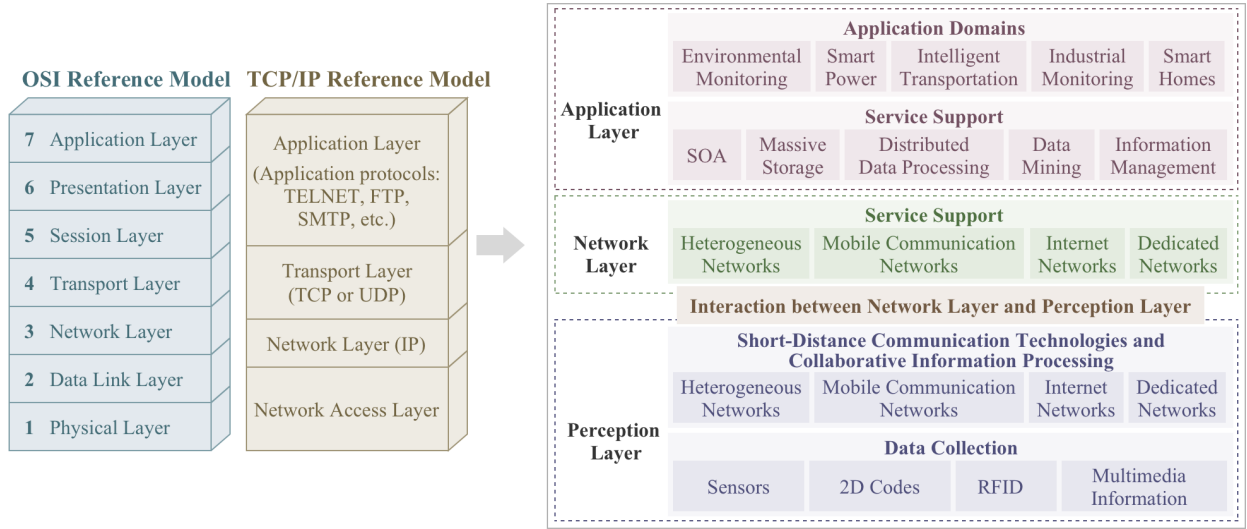 OSI Reference Model
7 Application Layer
6 Presentation Layer
5 Session Layer
4 Transport Layer
3 Network Layer
2 Data Link Layer
1 Physical Layer
TCP/IP Reference Model
Application Layer
(Application protocols:
TELNET, FTP,
SMTP, etc.)
Transport Layer
(TCP or UDP)
Network Layer (IP)
Network Access Layer
Application
Layer
Application Domains
Environmental
Monitoring
Smart
Power
Intelligent
Transportation
Industrial
Monitoring
Smart
Homes
Service Support
SOA
Massive
Storage
Distributed
Data Processing
Data
Mining
Information
Management
Network
Layer
Service Support
Heterogeneous
Networks
Mobile Communication
Networks
Internet
Networks
Dedicated
Networks
Interaction between Network Layer and Perception Layer
Perception
Layer
Short-Distance Communication Technologies and
Collaborative Information Processing
Heterogeneous
Networks
Mobile Communication
Networks
Internet
Networks
Dedicated
Networks
Data Collection
Sensors
2D Codes
RFID
Multimedia
Information